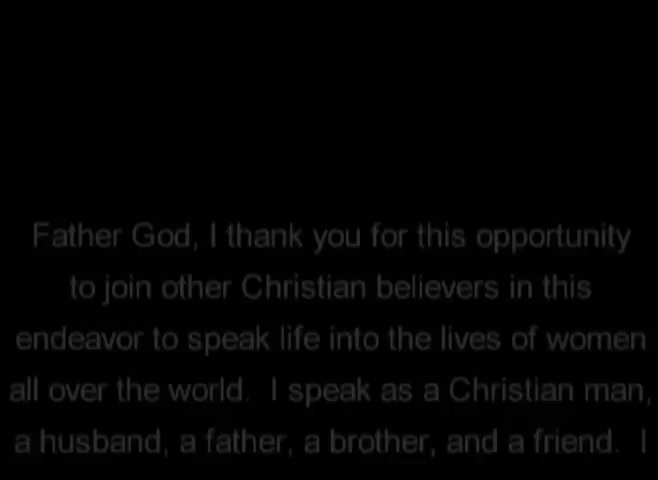 Father God, I thank you for this opportunity
to join other Christian believers in this
endeavor to speak life into the lives of women
all over the world.  I speak as a Christian man,
a husband, a father, a brother, and a friend.  I